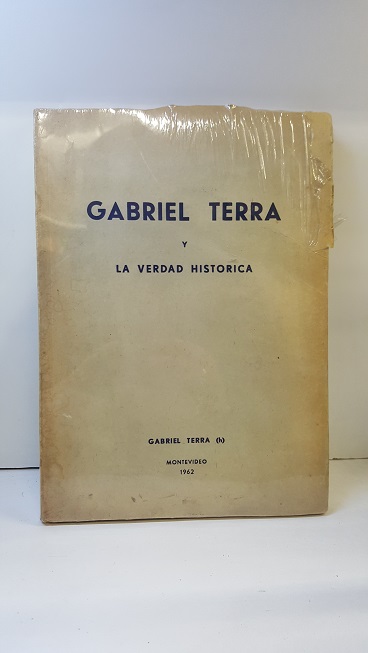 GABRIEL TERRA
Y
LA VERDAD HISTORICA
GABRIEL TERRA (h)
MONTEVIDEO
1962